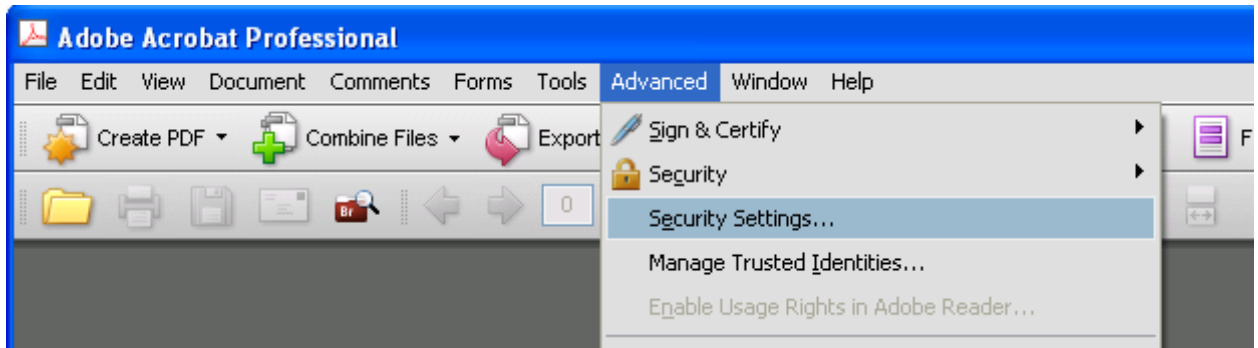 Adobe Acrobat Professional
File Edit View Document Comments Forms Tools Advanced Window Help
Create PDF Combine Files Export F
Br 0
Sign & Certify
Security
Security Settings...
Manage Trusted Identities...
Enable Usage Rights in Adobe Reader...